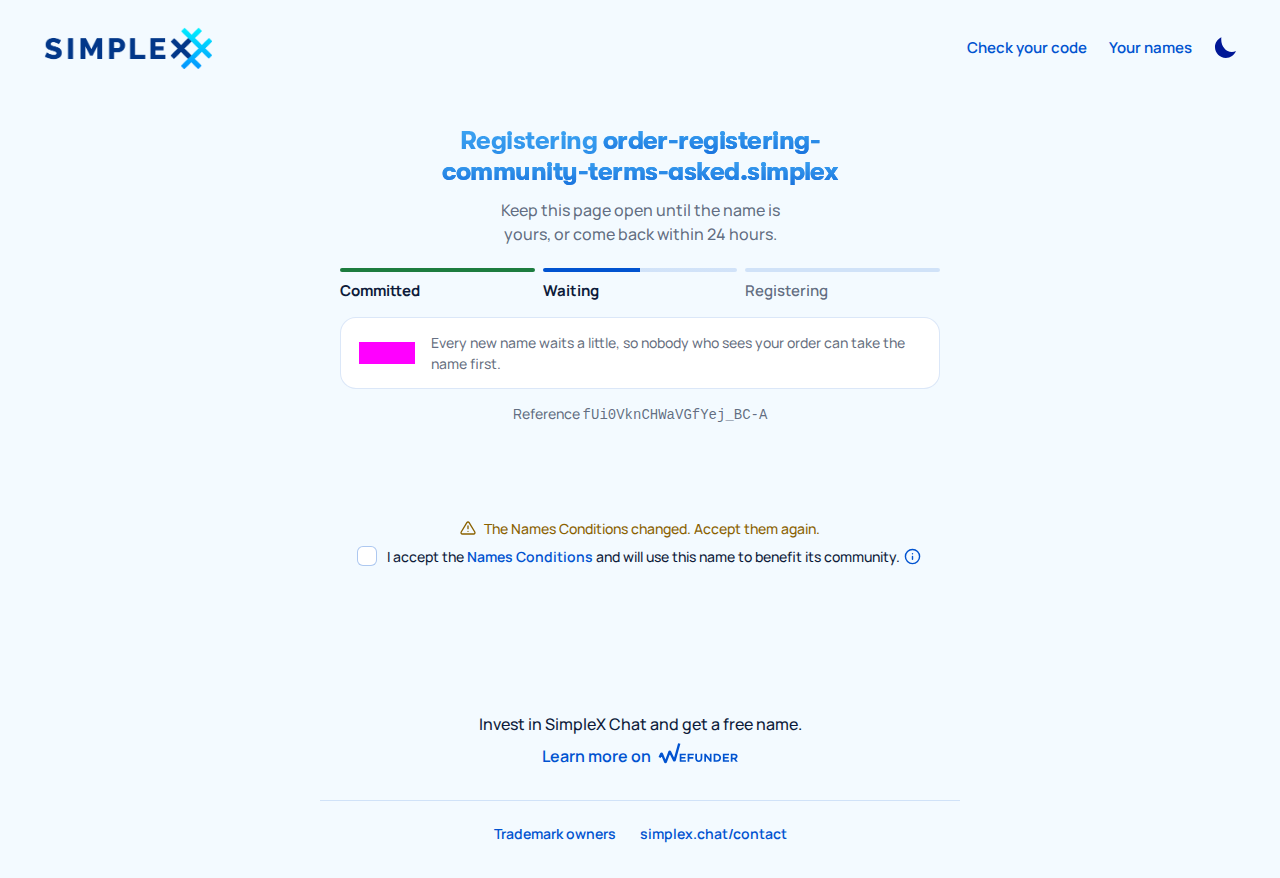 SIMPLEX
Check your code
Your names
Registering order-registering-
community-terms-asked.simplex
Keep this page open until the name is
yours, or come back within 24 hours.
Committed
Waiting
Registering
Every new name waits a little, so nobody who sees your order can take the
name first.
Reference fUi0VknCHWaVGfYej_BC-A
The Names Conditions changed. Accept them again.
I accept the Names Conditions and will use this name to benefit its community.
Invest in SimpleX Chat and get a free name.
Learn more on WEFUNDER
Trademark owners
simplex.chat/contact